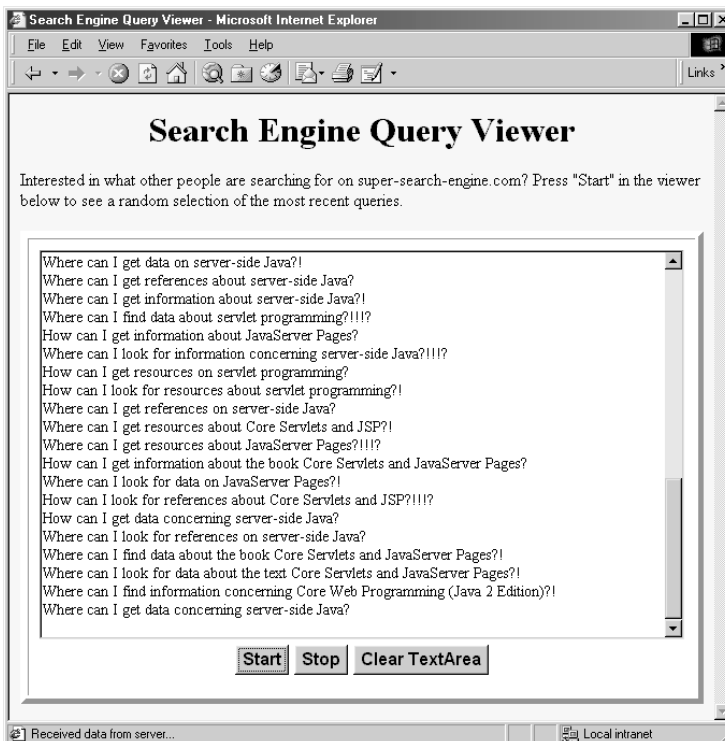 Search Engine Query Viewer - Microsoft Internet Explorer
File Edit View Favorites Tools Help
Links
Search Engine Query Viewer
Interested in what other people are searching for on super-search-engine.com? Press "Start" in the viewer
below to see a random selection of the most recent queries.
Where can I get data on server-side Java?!
Where can I get references about server-side Java?
Where can I get information about server-side Java?!
Where can I find data about servlet programming?!!!?
How can I get information about JavaServer Pages?
Where can I look for information concerning server-side Java?!!!?
How can I get resources on servlet programming?
How can I look for resources about servlet programming?!
Where can I get references on server-side Java?
Where can I get resources about Core Servlets and JSP?!
Where can I get resources about JavaServer Pages?!!!?
How can I get information about the book Core Servlets and JavaServer Pages?
Where can I look for data on JavaServer Pages?!
How can I look for references about Core Servlets and JSP?!!!?
How can I get data concerning server-side Java?
Where can I look for references on server-side Java?
Where can I find data about the book Core Servlets and JavaServer Pages?!
Where can I look for data about the text Core Servlets and JavaServer Pages?!
Where can I find information concerning Core Web Programming (Java 2 Edition)?!
Where can I get data concerning server-side Java?
Start Stop Clear TextArea
Received data from server... Local intranet